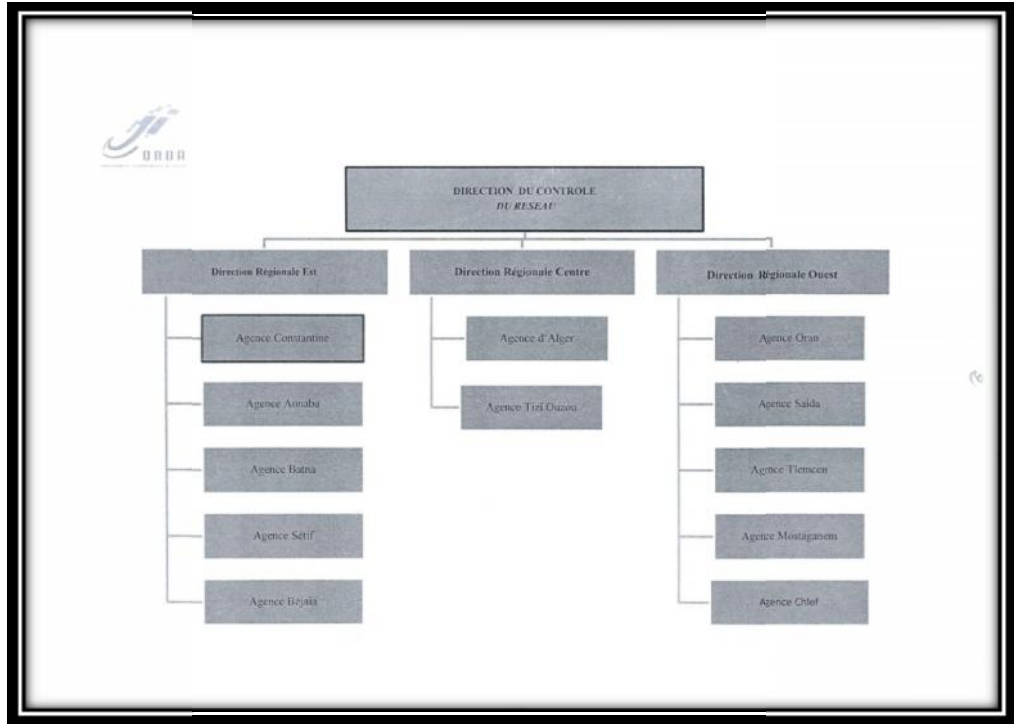 DIRECTION DU CONTROLE
DU RESEAU
Direction Régionale Est
Direction Régionale Centre
Direction Régionale Ouest
Agence Constantine
Agence Annaba
Agence Batna
Agence Sétif
Agence Bejaia
Agence d'Alger
Agence Tizi Ouzou
Agence Oran
Agence Saida
Agence Tlemcen
Agence Mostaganem
Agence Chlef